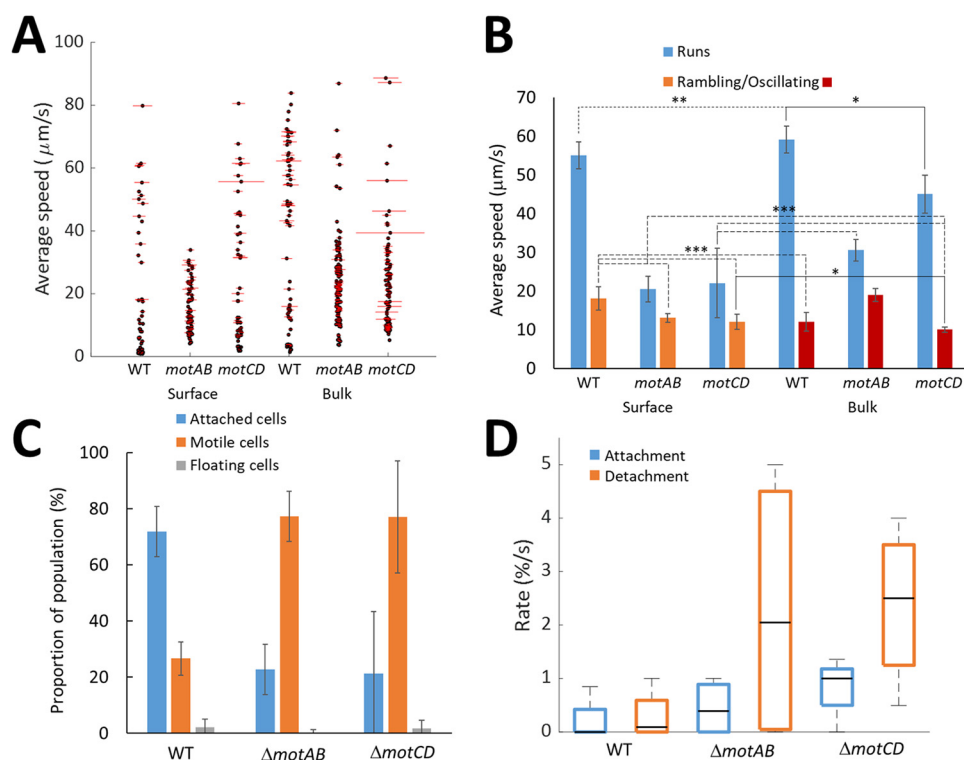 A
100
80
60
40
20
0
Average speed ( μm/s)
WT motAB motCD WT motAB motCD
Surface Bulk
B
Runs
Rambling/Oscillating
70
60
50
40
30
20
10
0
Average speed (μm/s)
** *
***
***
*
WT motAB motCD WT motAB motCD
Surface Bulk
C
Attached cells
Motile cells
Floating cells
100
80
60
40
20
0
Proportion of population (%)
WT ΔmotAB ΔmotCD
D
Attachment
Detachment
5
4
3
2
1
0
Rate (%/s)
WT ΔmotAB ΔmotCD